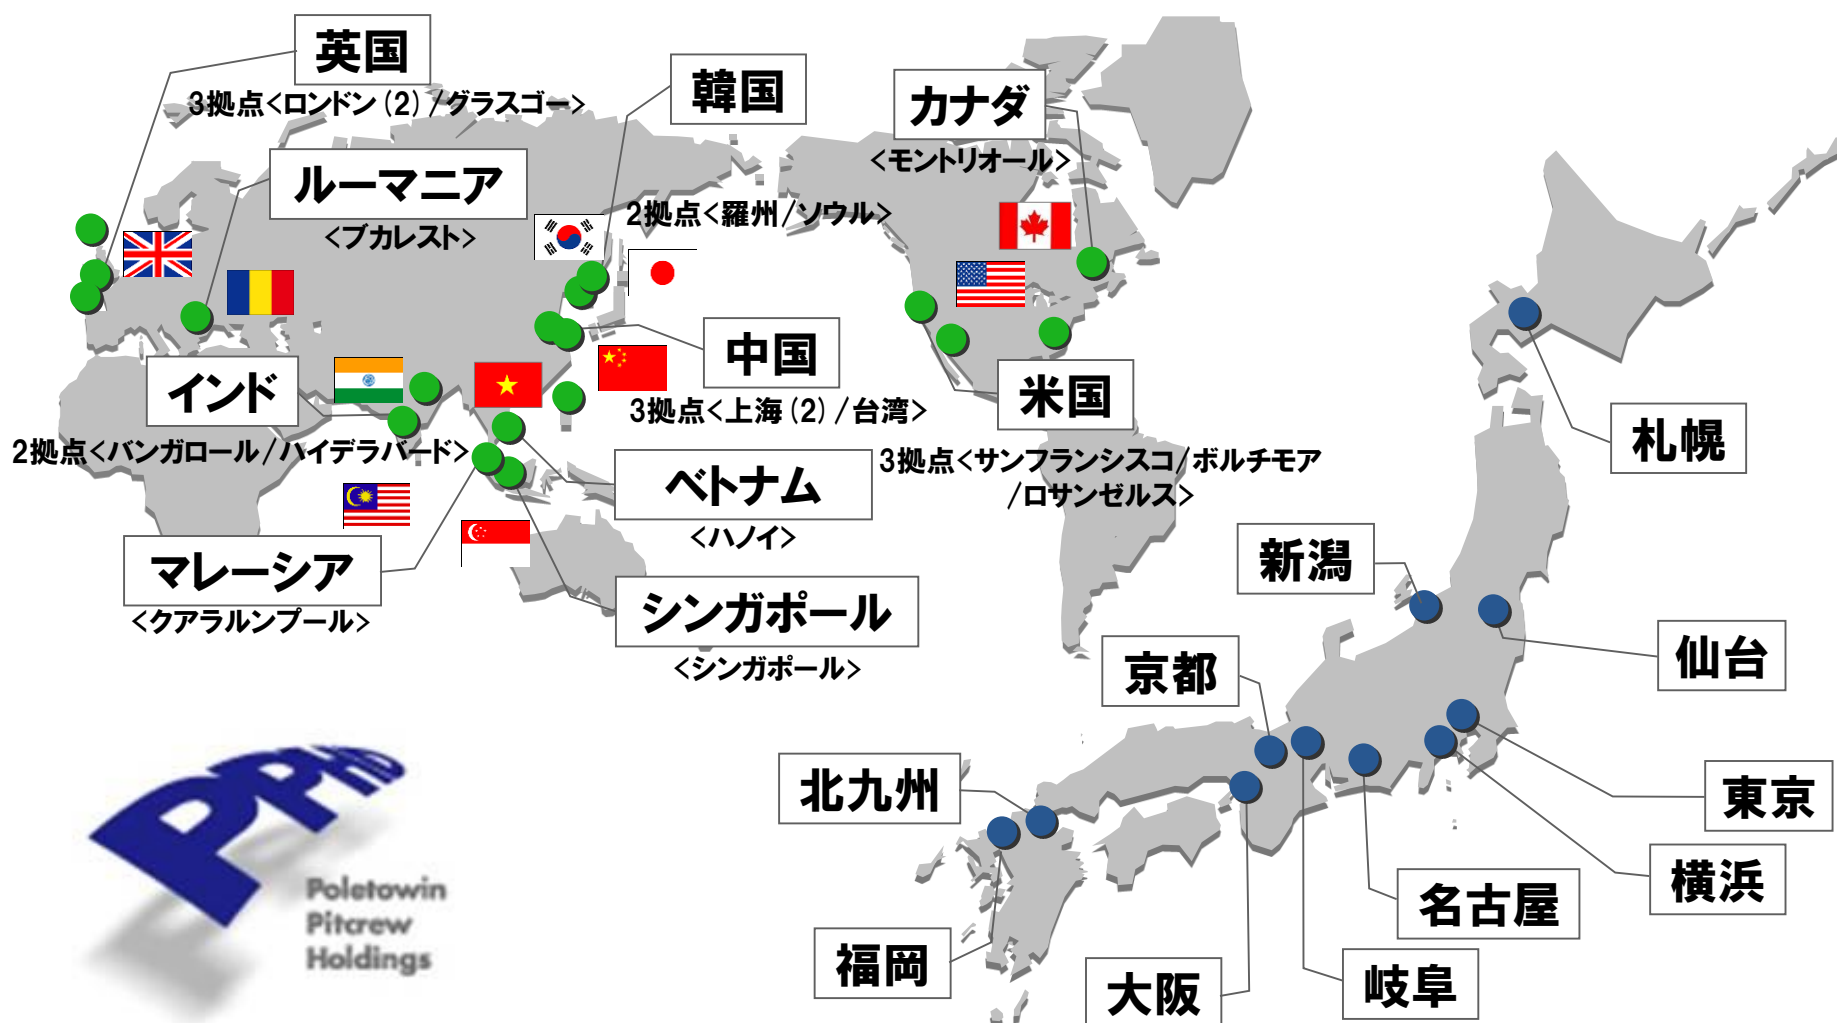 英国
3拠点<ロンドン(2)/グラスゴー>
韓国
2拠点<羅州/ソウル>
カナダ
<モントリオール>
ルーマニア
<ブカレスト>
中国
3拠点<上海(2)/台湾>
インド
2拠点<バンガロール/ハイデラバード>
米国
3拠点<サンフランシスコ/ボルチモア
/ロサンゼルス>
ベトナム
<ハノイ>
マレーシア
<クアラルンプール>
シンガポール
<シンガポール>
札幌
新潟
仙台
京都
東京
北九州
横浜
名古屋
福岡
大阪
岐阜
PPHD
Poletowin
Pitcrew
Holdings